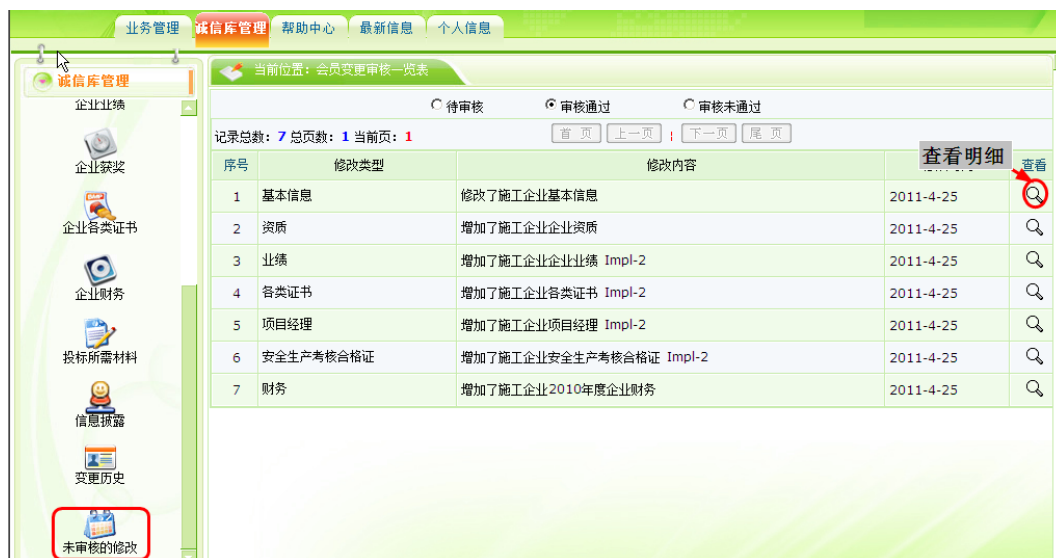 业务管理 诚信库管理 帮助中心 最新信息 个人信息
诚信库管理
企业业绩
企业获奖
企业各类证书
企业财务
投标所需材料
信息披露
变更历史
未审核的修改
当前位置：会员变更审核一览表
待审核 审核通过 审核未通过
记录总数：7 总页数：1 当前页：1 首 页 上一页 下一页 尾 页
查看明细
序号 修改类型 修改内容 查看
1 基本信息 修改了施工企业基本信息 2011-4-25
2 资质 增加了施工企业企业资质 2011-4-25
3 业绩 增加了施工企业企业业绩 Impl-2 2011-4-25
4 各类证书 增加了施工企业各类证书 Impl-2 2011-4-25
5 项目经理 增加了施工企业项目经理 Impl-2 2011-4-25
6 安全生产考核合格证 增加了施工企业安全生产考核合格证 Impl-2 2011-4-25
7 财务 增加了施工企业2010年度企业财务 2011-4-25